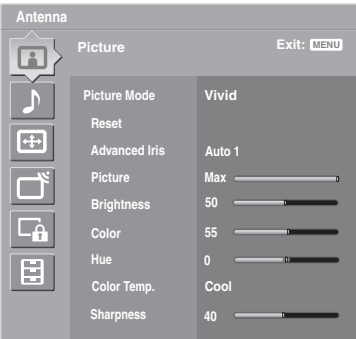 Antenna
Picture
Exit: MENU
Picture Mode Vivid
Reset
Advanced Iris Auto 1
Picture Max
Brightness 50
Color 55
Hue 0
Color Temp. Cool
Sharpness 40